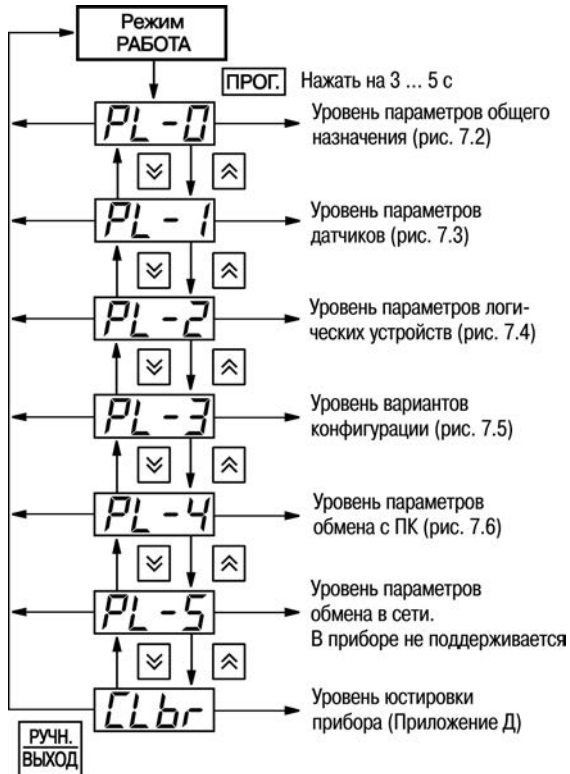 Режим
РАБОТА
ПРОГ. Нажать на 3 ... 5 с
PL-0
Уровень параметров общего
назначения (рис. 7.2)
PL-1
Уровень параметров
датчиков (рис. 7.3)
PL-2
Уровень параметров логи-
ческих устройств (рис. 7.4)
PL-3
Уровень вариантов
конфигурации (рис. 7.5)
PL-4
Уровень параметров
обмена с ПК (рис. 7.6)
PL-5
Уровень параметров
обмена в сети.
В приборе не поддерживается
CLbr
Уровень юстировки
прибора (Приложение Д)
РУЧН.
ВЫХОД